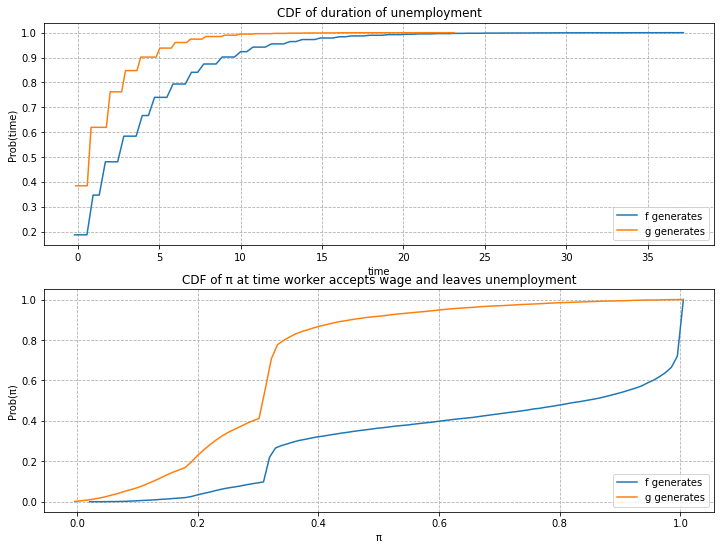 CDF of duration of unemployment
Prob(time)
1.0
0.9
0.8
0.7
0.6
0.5
0.4
0.3
0.2
0
5
10
15
20
25
30
35
f generates
g generates
time
CDF of π at time worker accepts wage and leaves unemployment
Prob(π)
1.0
0.8
0.6
0.4
0.2
0.0
0.0
0.2
0.4
0.6
0.8
1.0
f generates
g generates
π